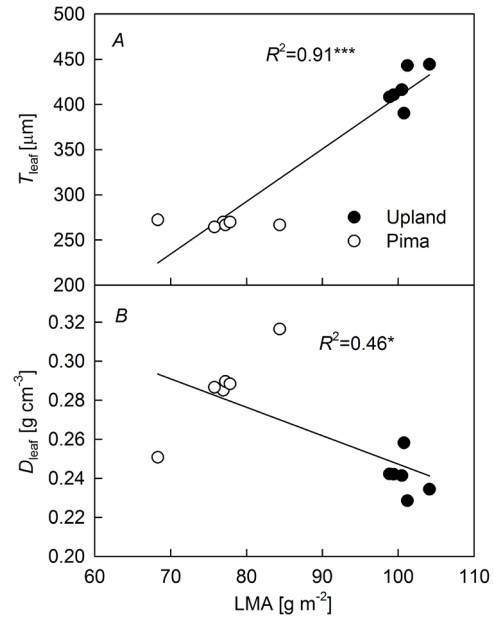 500
A
R²=0.91***
450
400
T leaf [μm]
350
300
Upland
250
Pima
200
B
0.32
R²=0.46*
0.30
0.28
D leaf [g cm⁻³]
0.26
0.24
0.22
0.20
60 70 80 90 100 110
LMA [g m⁻²]